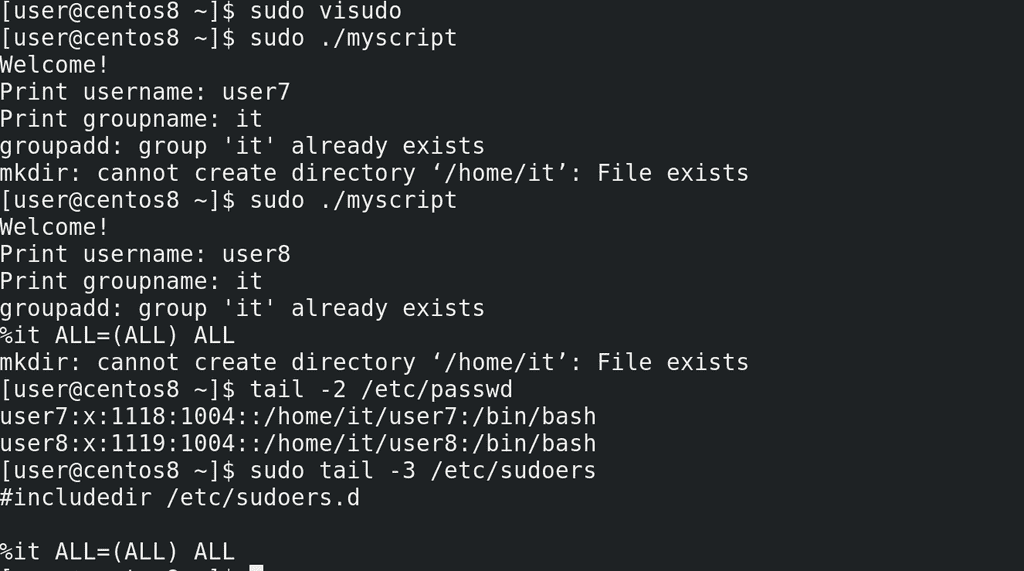 [user@centos8 ~]$ sudo visudo
[user@centos8 ~]$ sudo ./myscript
Welcome!
Print username: user7
Print groupname: it
groupadd: group 'it' already exists
mkdir: cannot create directory ‘/home/it’: File exists
[user@centos8 ~]$ sudo ./myscript
Welcome!
Print username: user8
Print groupname: it
groupadd: group 'it' already exists
%it ALL=(ALL) ALL
mkdir: cannot create directory ‘/home/it’: File exists
[user@centos8 ~]$ tail -2 /etc/passwd
user7:x:1118:1004::/home/it/user7:/bin/bash
user8:x:1119:1004::/home/it/user8:/bin/bash
[user@centos8 ~]$ sudo tail -3 /etc/sudoers
#includedir /etc/sudoers.d

%it ALL=(ALL) ALL